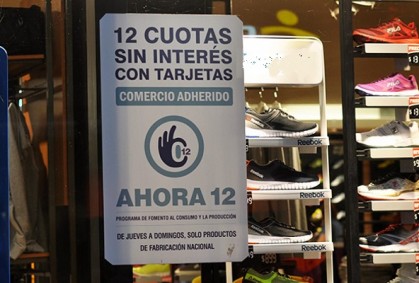 12 CUOTAS
SIN INTERÉS
CON TARJETAS
COMERCIO ADHERIDO
12
AHORA 12
PROGRAMA DE FOMENTO AL CONSUMO Y LA PRODUCCIÓN
DE JUEVES A DOMINGOS, SOLO PRODUCTOS
DE FABRICACIÓN NACIONAL
Reebok
Reebok
Reebok